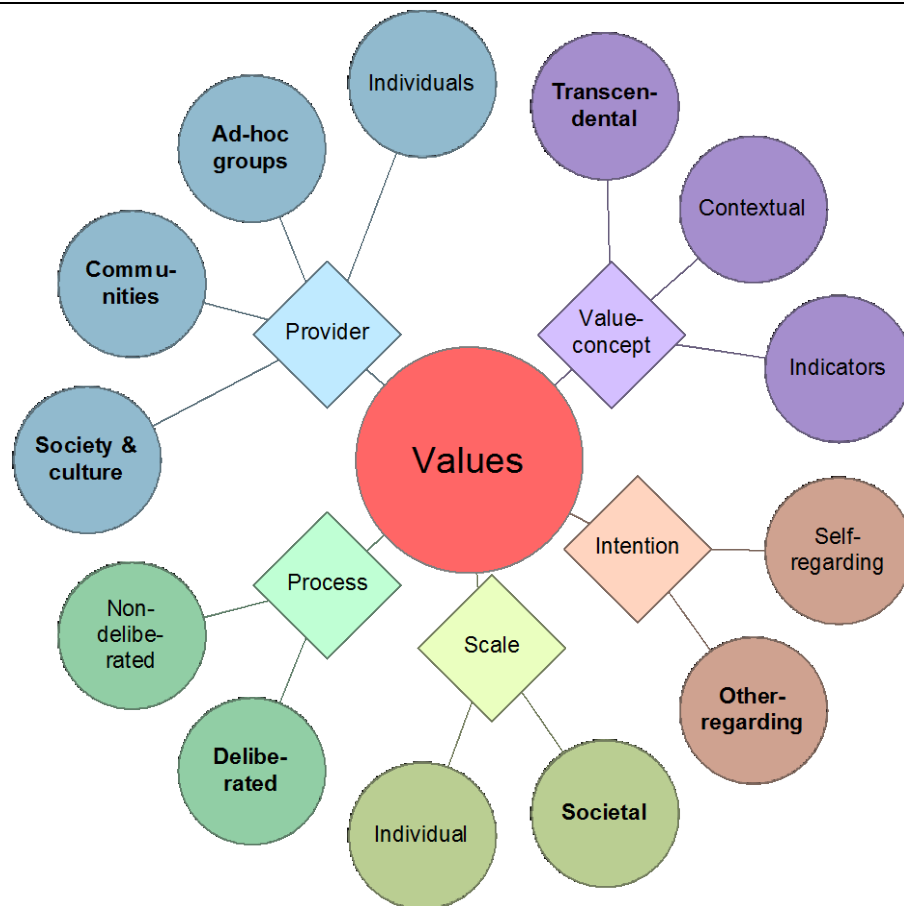 Individuals
Ad-hoc
groups
Commu-
nities
Society &
culture
Provider
Transcen-
dental
Contextual
Indicators
Value-
concept
Values
Intention
Self-
regarding
Other-
regarding
Process
Non-
delibe-
rated
Delibe-
rated
Scale
Individual
Societal